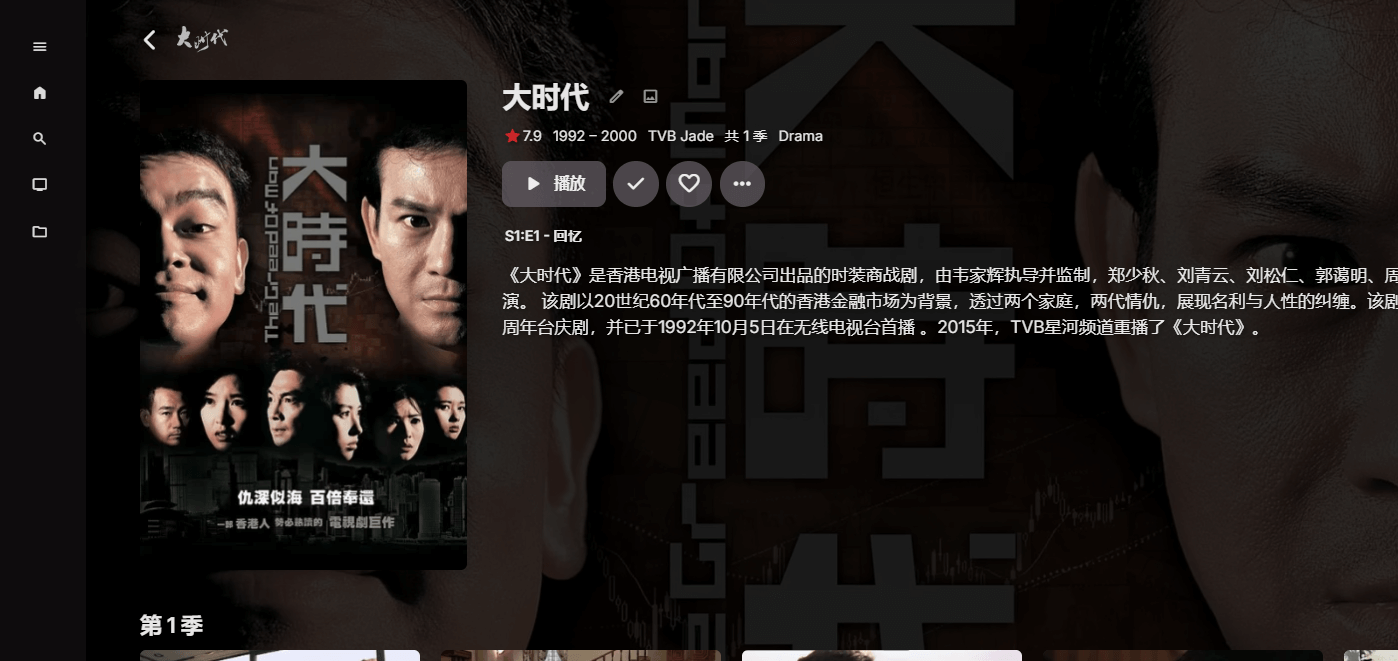 大时代
大时代
7.9 1992 – 2000 TVB Jade 共 1 季 Drama
播放
S1:E1 - 回忆
《大时代》是香港电视广播有限公司出品的时装商战剧，由韦家辉执导并监制，郑少秋、刘青云、刘松仁、郭蔼明、周
演。 该剧以20世纪60年代至90年代的香港金融市场为背景，透过两个家庭，两代情仇，展现名利与人性的纠缠。该剧
周年台庆剧，并已于1992年10月5日在无线电视台首播 。2015年，TVB星河频道重播了《大时代》。
大時代
The Greed Of Man
仇深似海 百倍奉還
一部 香港人 勢必熱讀的 電視劇巨作
大時代
The Greed Of Man
第 1 季